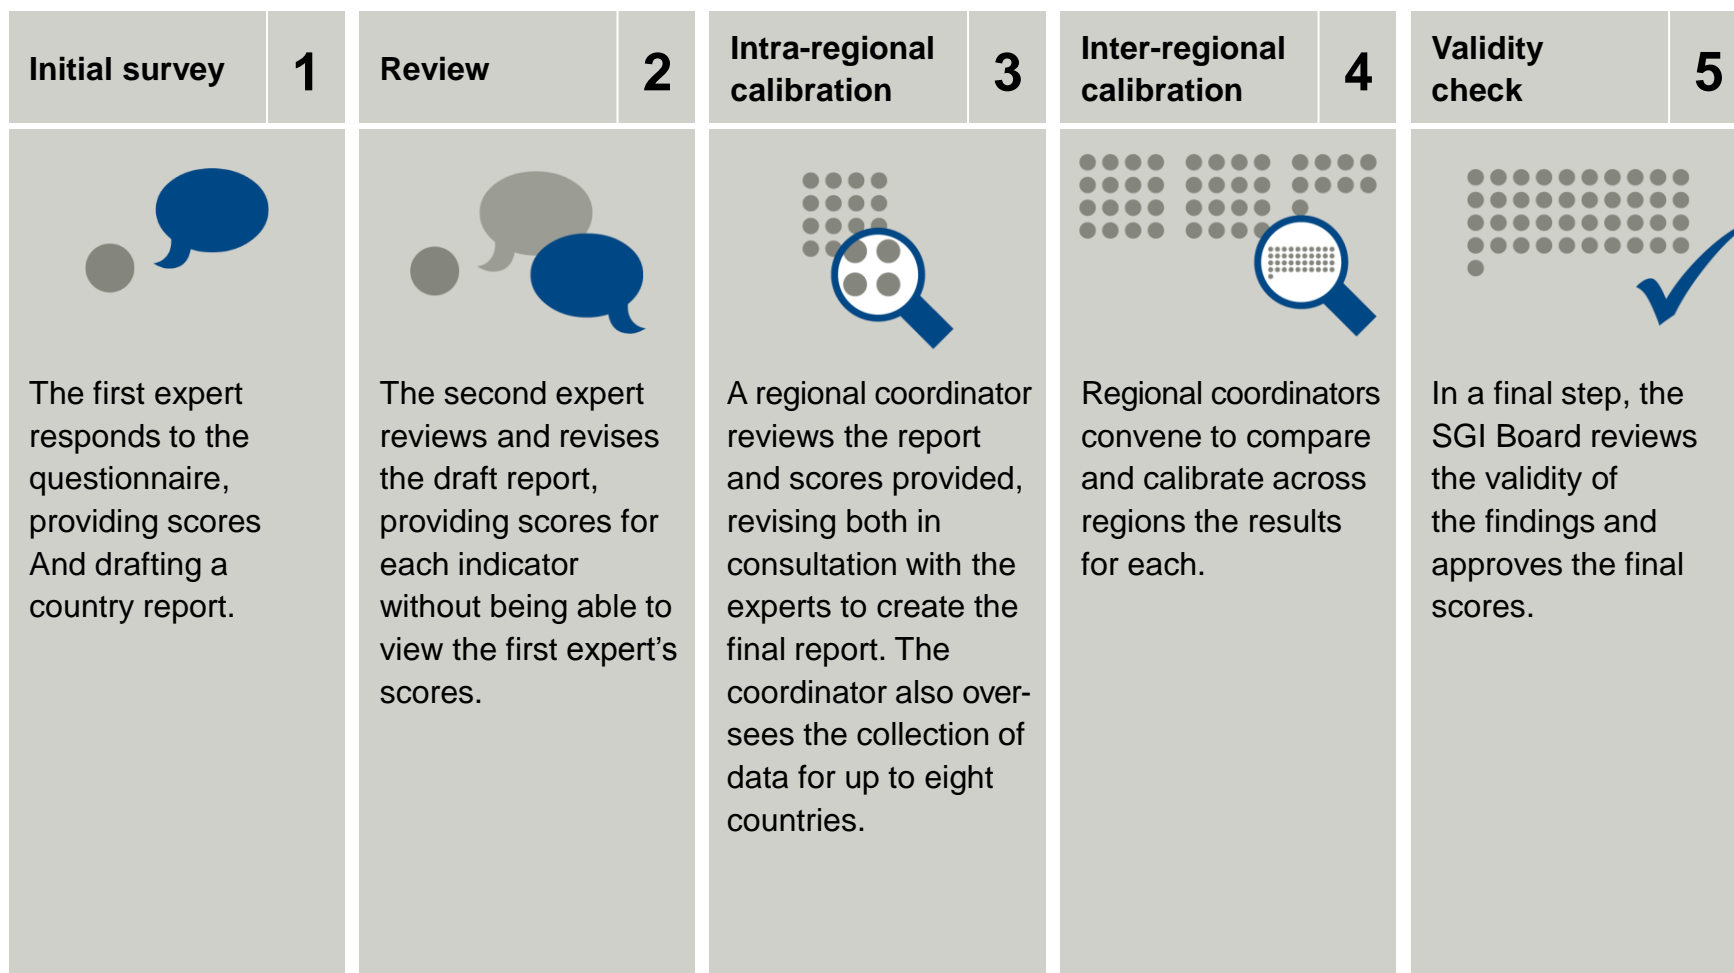 Initial survey
1
The first expert
responds to the
questionnaire,
providing scores
And drafting a
country report.
Review
2
The second expert
reviews and revises
the draft report,
providing scores for
each indicator
without being able to
view the first expert’s
scores.
Intra-regional
calibration
3
A regional coordinator
reviews the report
and scores provided,
revising both in
consultation with the
experts to create the
final report. The
coordinator also over-
sees the collection of
data for up to eight
countries.
Inter-regional
calibration
4
Regional coordinators
convene to compare
and calibrate across
regions the results
for each.
Validity
check
5
In a final step, the
SGI Board reviews
the validity of
the findings and
approves the final
scores.